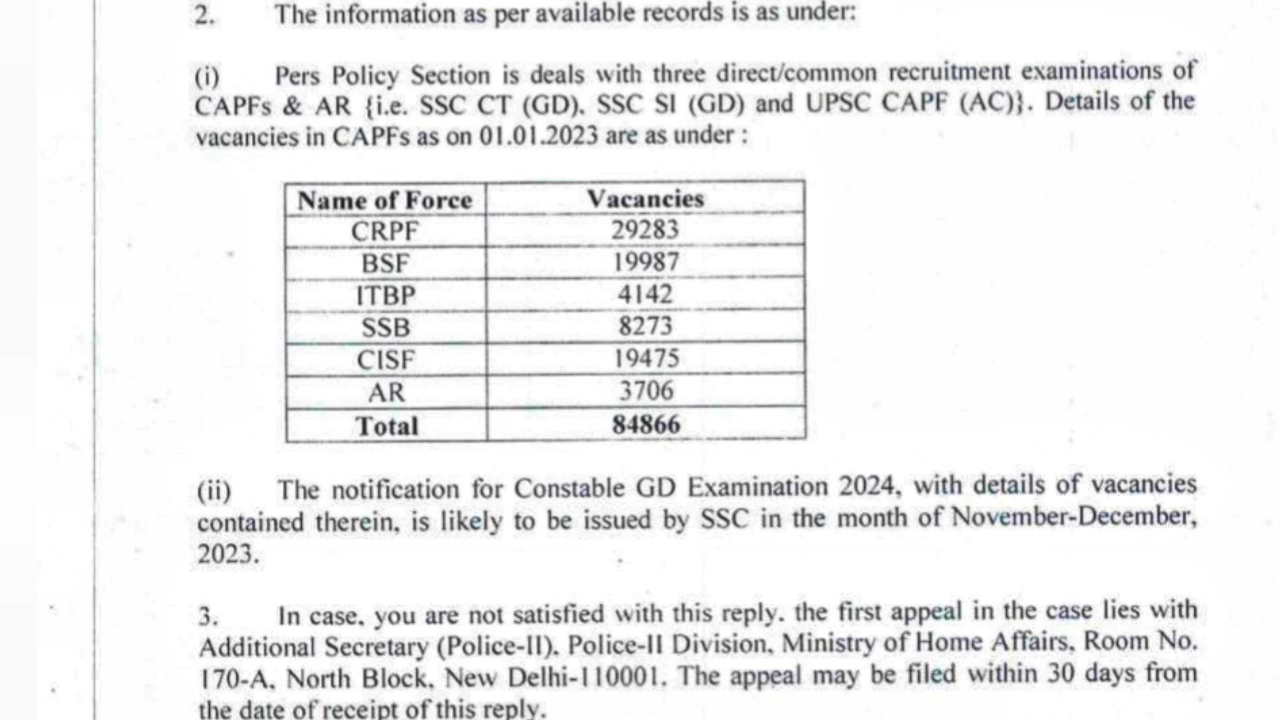 2. The information as per available records is as under:
(i) Pers Policy Section is deals with three direct/common recruitment examinations of
CAPFs & AR {i.e. SSC CT (GD). SSC SI (GD) and UPSC CAPF (AC)}. Details of the
vacancies in CAPFs as on 01.01.2023 are as under :
Name of Force Vacancies
CRPF 29283
BSF 19987
ITBP 4142
SSB 8273
CISF 19475
AR 3706
Total 84866
(ii) The notification for Constable GD Examination 2024, with details of vacancies
contained therein, is likely to be issued by SSC in the month of November-December,
2023.
3. In case, you are not satisfied with this reply. the first appeal in the case lies with
Additional Secretary (Police-II). Police-II Division, Ministry of Home Affairs, Room No.
170-A, North Block, New Delhi-110001. The appeal may be filed within 30 days from
the date of receipt of this reply.